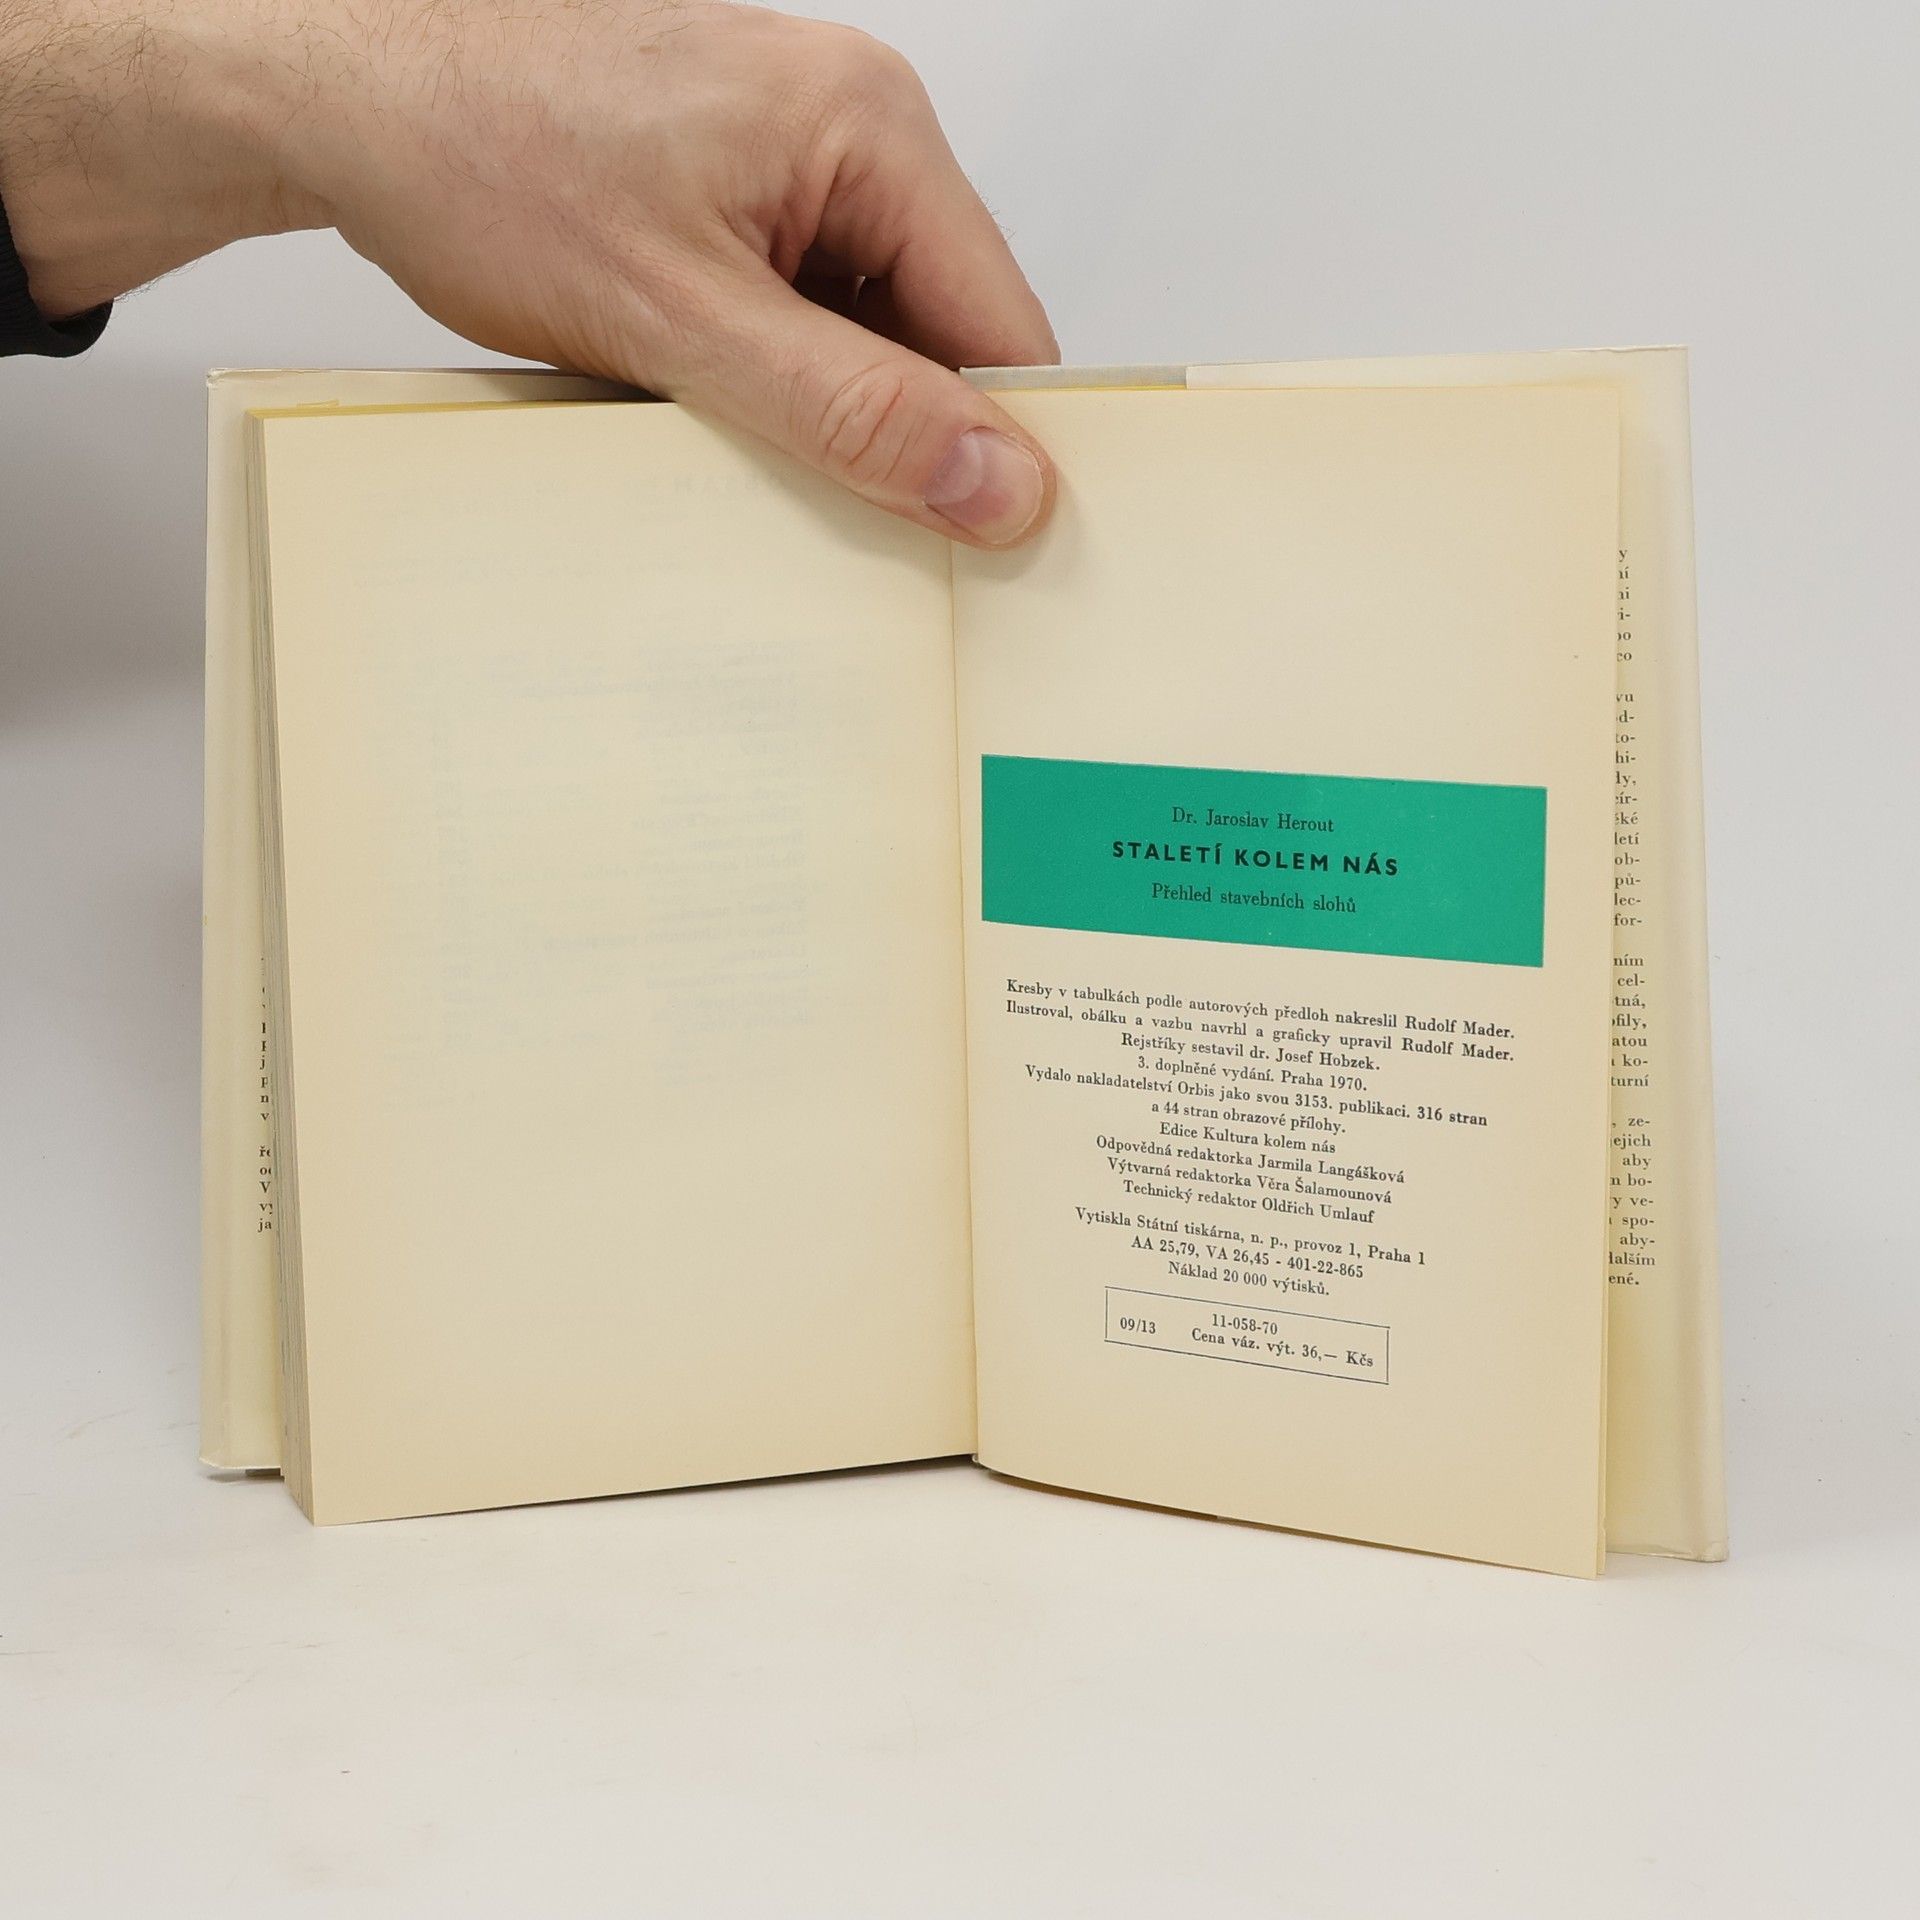 Dr. Jaroslav Herout
STALETÍ KOLEM NÁS
Přehled stavebních slohů
Kresby v tabulkách podle autorových předloh nakreslil Rudolf Mader.
Ilustroval, obálku a vazbu navrhl a graficky upravil Rudolf Mader.
Rejstříky sestavil dr. Josef Hobzek.
3. doplněné vydání. Praha 1970.
Vydalo nakladatelství Orbis jako svou 3153. publikaci. 316 stran
a 44 stran obrazové přílohy.
Edice Kultura kolem nás
Odpovědná redaktorka Jarmila Langášková
Výtvarná redaktorka Věra Šalamounová
Technický redaktor Oldřich Umlauf
Vytiskla Státní tiskárna, n. p., provoz 1, Praha 1
AA 25,79, VA 26,45 - 401-22-865
Náklad 20 000 výtisků.
11-058-70
09/13 Cena váz. výt. 36,— Kčs